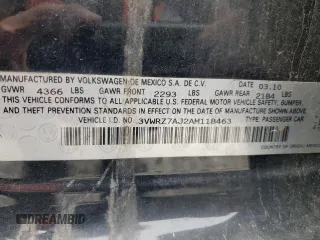 MANUFACTURED BY VOLKSWAGEN DE MEXICO S.A. DE C.V. DATE 03.10
GVWR 4366 LBS GAWR FRONT 2293 LBS GAWR REAR 2184 LBS
THIS VEHICLE CONFORMS TO ALL APPLICABLE U.S. FEDERAL MOTOR VEHICLE SAFETY, BUMPER,
AND THEFT PREVENTION STANDARDS IN EFFECT ON THE DATE OF MANUFACTURE SHOWN ABOVE.
VEHICLE I.D. NO. 3VWRZ7AJ2AM118463 TYPE: PASSENGER CAR
DREAMBID